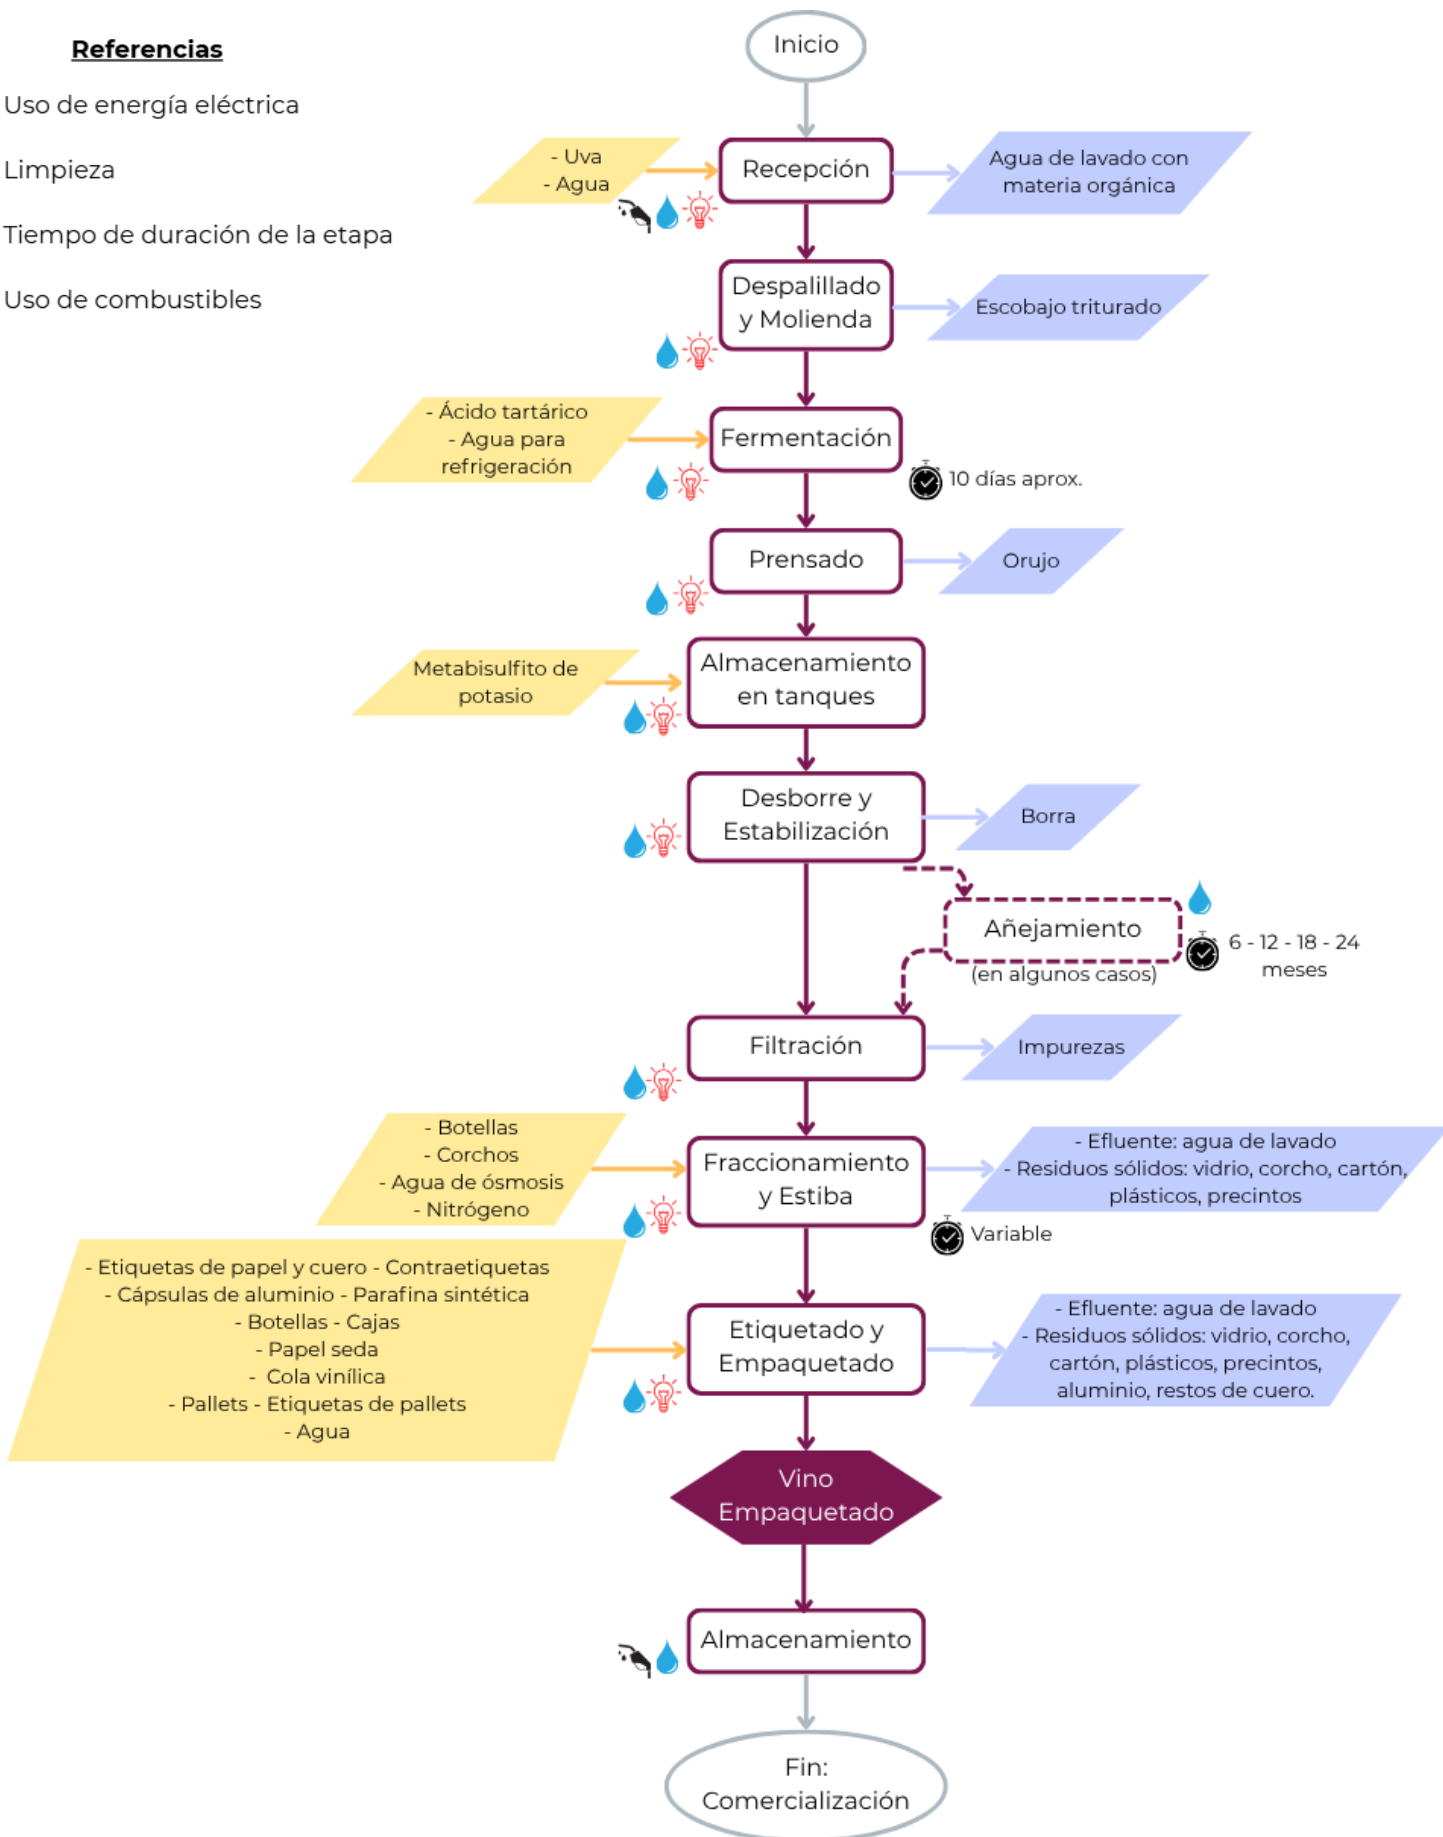 Referencias
Uso de energía eléctrica
Limpieza
Tiempo de duración de la etapa
Uso de combustibles
Inicio
- Uva
- Agua
Recepción
Agua de lavado con
materia orgánica
Despalillado
y Molienda
Escobajo triturado
- Ácido tartárico
- Agua para
refrigeración
Fermentación
10 días aprox.
Prensado
Orujo
Metabisulfito de
potasio
Almacenamiento
en tanques
Desborre y
Estabilización
Borra
Añejamiento
(en algunos casos)
6 - 12 - 18 - 24
meses
Filtración
Impurezas
- Botellas
- Corchos
- Agua de ósmosis
- Nitrógeno
Fraccionamiento
y Estiba
- Efluente: agua de lavado
- Residuos sólidos: vidrio, corcho, cartón,
plásticos, precintos
Variable
- Etiquetas de papel y cuero - Contraetiquetas
- Cápsulas de aluminio - Parafina sintética
- Botellas - Cajas
- Papel seda
- Cola vinílica
- Pallets - Etiquetas de pallets
- Agua
Etiquetado y
Empaquetado
- Efluente: agua de lavado
- Residuos sólidos: vidrio, corcho,
cartón, plásticos, precintos,
aluminio, restos de cuero.
Vino
Empaquetado
Almacenamiento
Fin:
Comercialización